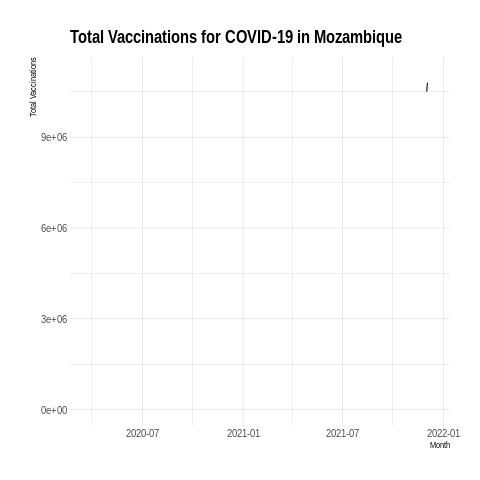 Total Vaccinations for COVID-19 in Mozambique
Total Vaccinations
9e+06
6e+06
3e+06
0e+00
2020-07 2021-01 2021-07 2022-01
Month